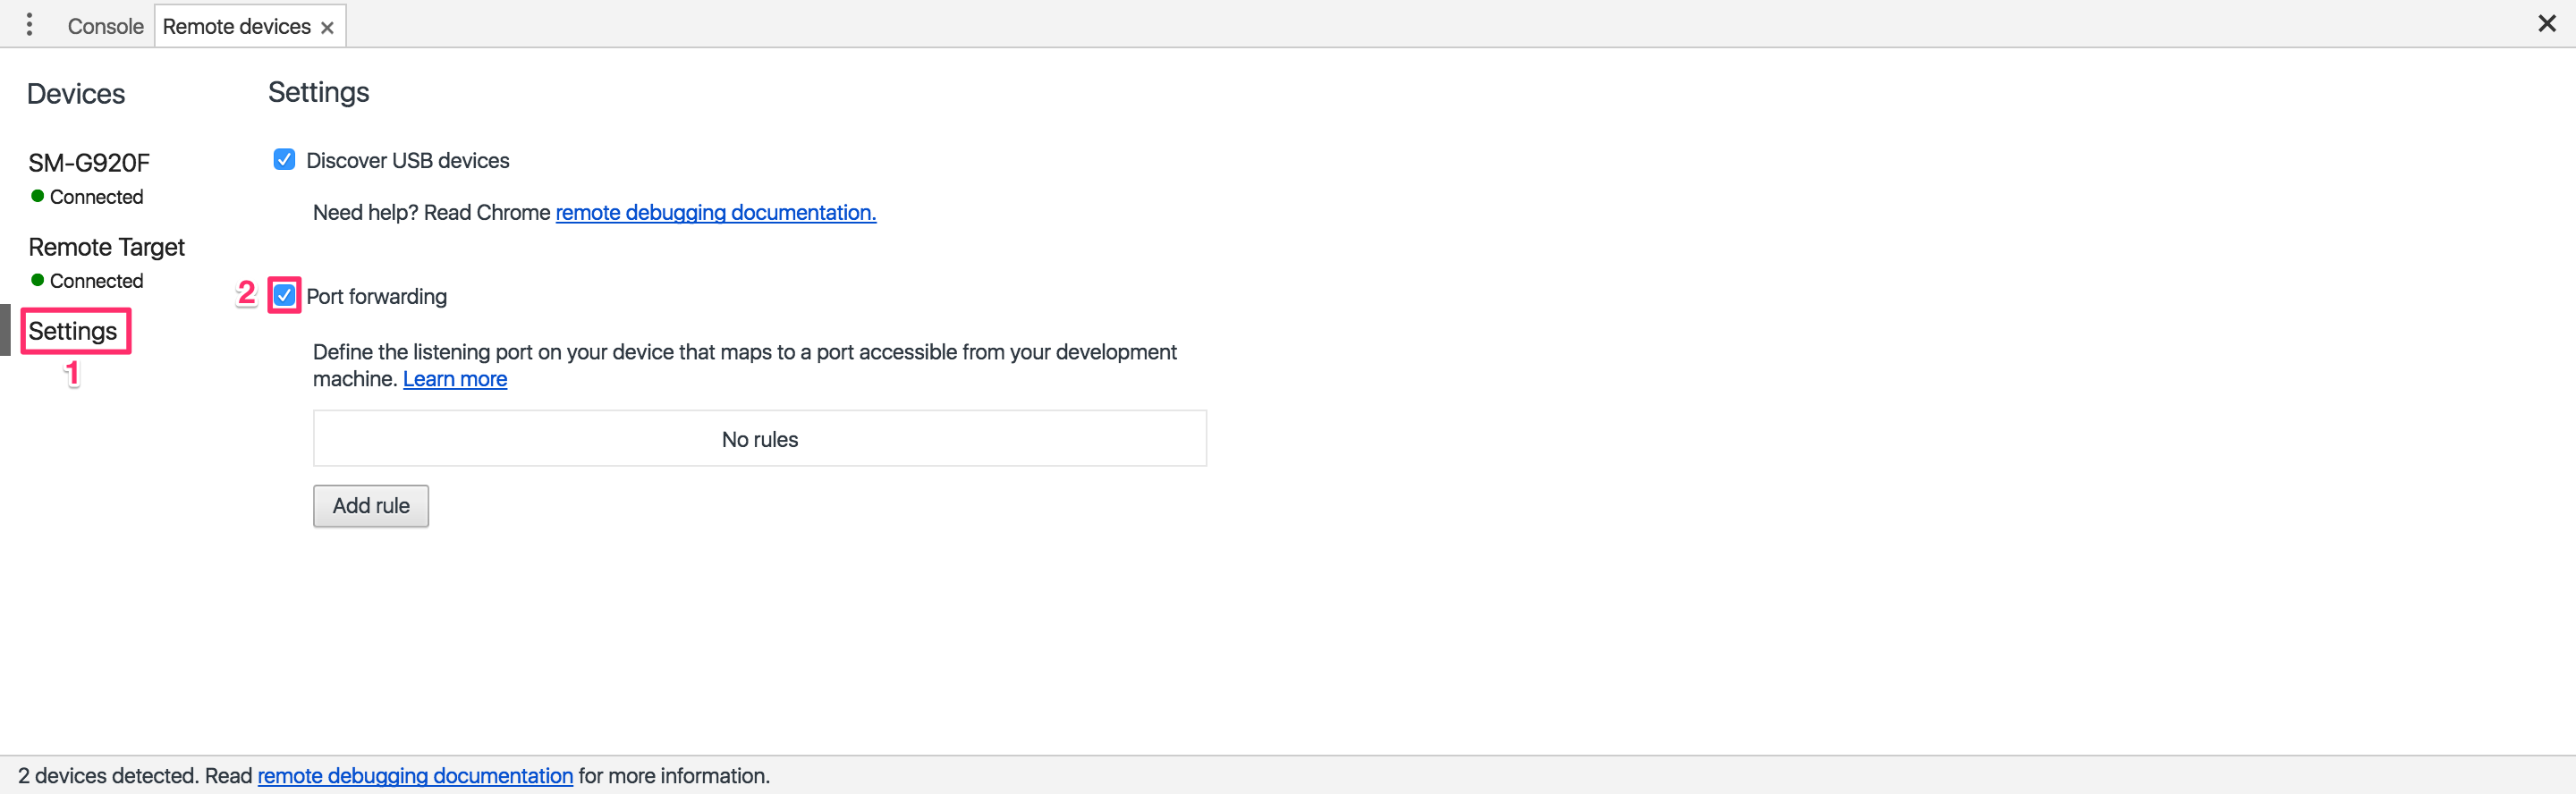 Console
Remote devices
Devices
Settings
SM-G920F
Connected
Discover USB devices
Need help? Read Chrome remote debugging documentation.
Remote Target
Connected
2
Port forwarding
Settings
1
Define the listening port on your device that maps to a port accessible from your development
machine. Learn more
No rules
Add rule
2 devices detected. Read remote debugging documentation for more information.